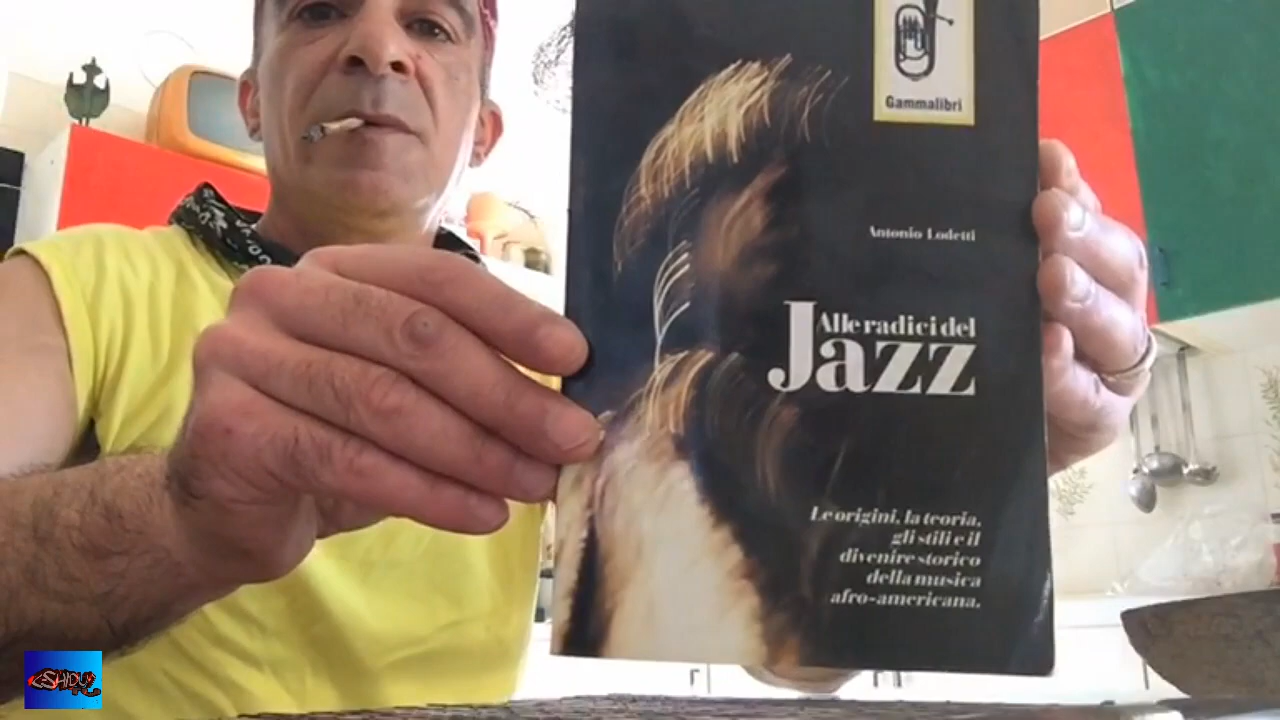 Gammalibri
Antonio Lodetti
Alle radici del
Jazz
Le origini, la teoria,
gli stili e il
divenire storico
della musica
afro-americana.